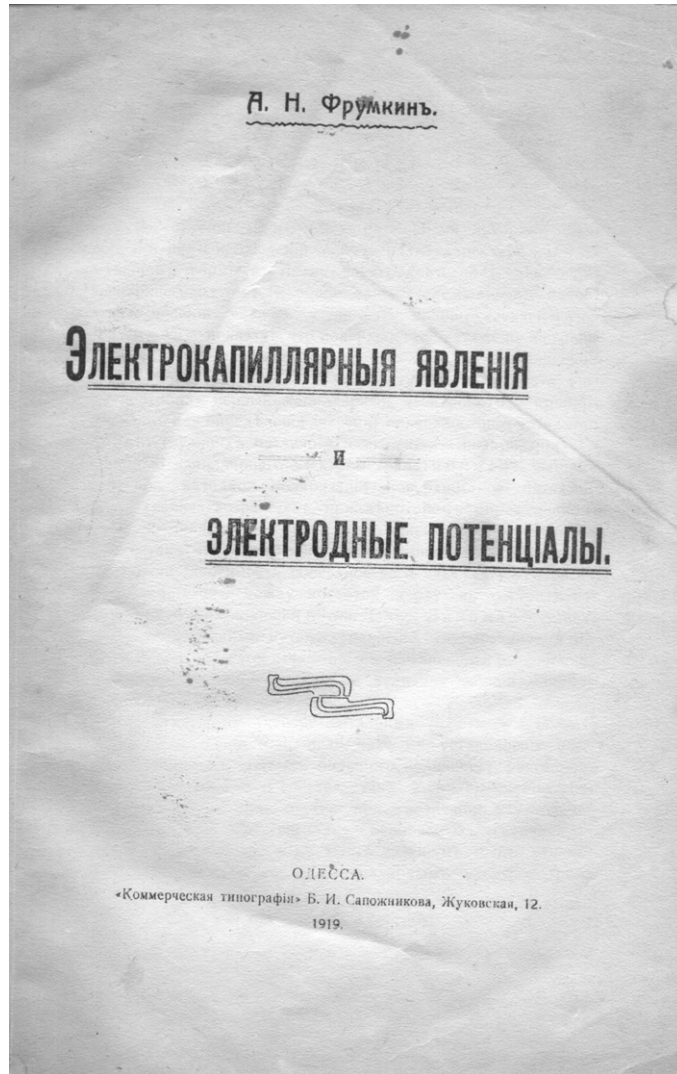 А. Н. Фрумкинъ.
Электрокапиллярныя явленія
и
электродные потенціалы.
ОДЕССА.
«Коммерческая типографія» Б. И. Сапожникова, Жуковская, 12.
1919.